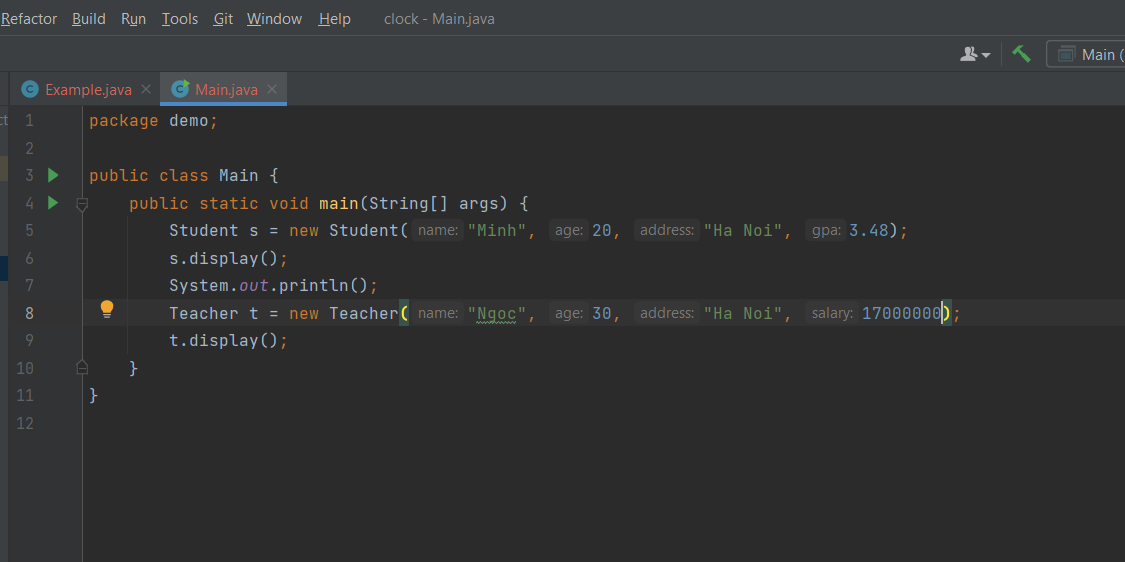 Refactor Build Run Tools Git Window Help clock - Main.java
Main (
Example.java Main.java
ct
1 package demo;
2
3 public class Main {
4 public static void main(String[] args) {
5 Student s = new Student( name: "Minh", age: 20, address: "Ha Noi", gpa: 3.48);
6 s.display();
7 System.out.println();
8 Teacher t = new Teacher( name: "Ngoc", age: 30, address: "Ha Noi", salary: 17000000);
9 t.display();
10 }
11 }
12